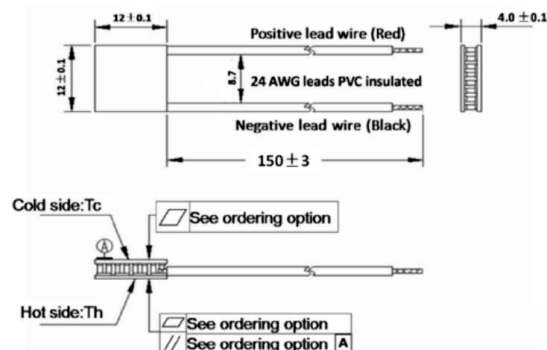 12±0.1
4.0±0.1
Positive lead wire (Red)
12±0.1
8.7
24 AWG leads PVC insulated
Negative lead wire (Black)
150±3
Cold side:Tc
See ordering option
A
Hot side:Th
See ordering option
// See ordering option A